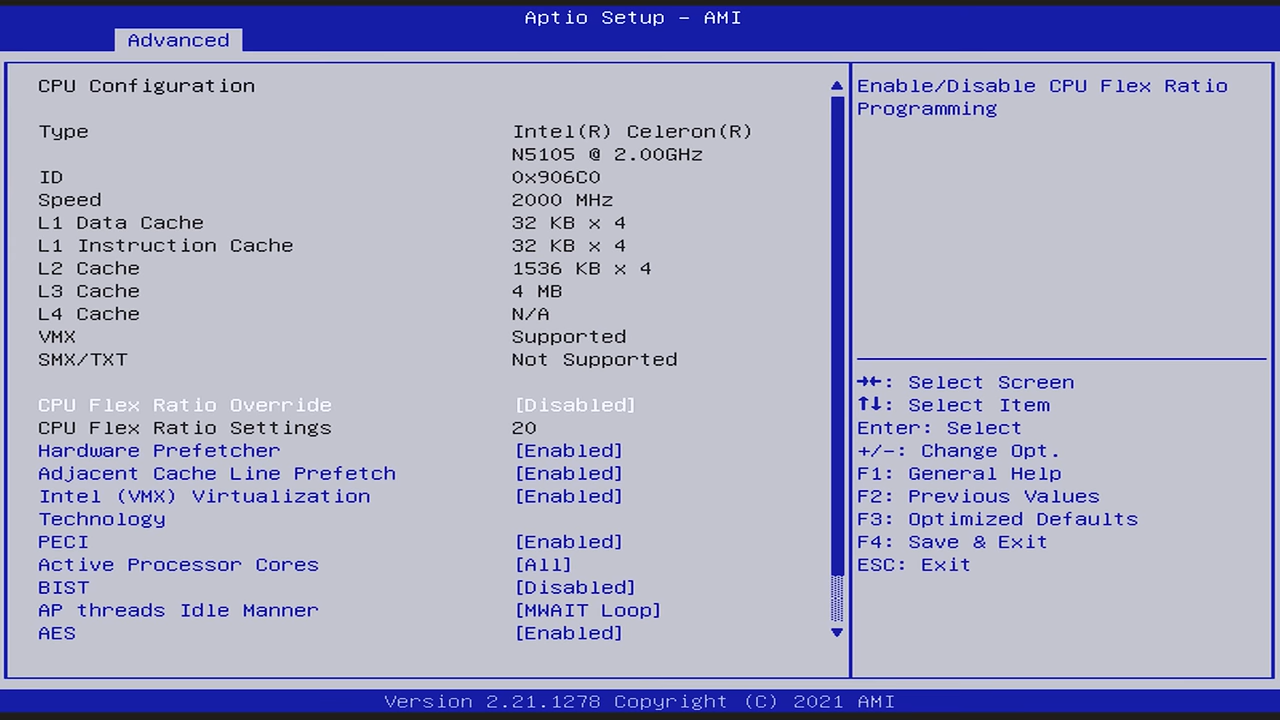 Aptio Setup – AMI
Advanced
CPU Configuration
Type Intel(R) Celeron(R)
N5105 @ 2.00GHz
ID 0x906C0
Speed 2000 MHz
L1 Data Cache 32 KB x 4
L1 Instruction Cache 32 KB x 4
L2 Cache 1536 KB x 4
L3 Cache 4 MB
L4 Cache N/A
VMX Supported
SMX/TXT Not Supported
CPU Flex Ratio Override [Disabled]
CPU Flex Ratio Settings 20
Hardware Prefetcher [Enabled]
Adjacent Cache Line Prefetch [Enabled]
Intel (VMX) Virtualization [Enabled]
Technology
PECI [Enabled]
Active Processor Cores [All]
BIST [Disabled]
AP threads Idle Manner [MWAIT Loop]
AES [Enabled]
Enable/Disable CPU Flex Ratio
Programming
→←: Select Screen
↑↓: Select Item
Enter: Select
+/-: Change Opt.
F1: General Help
F2: Previous Values
F3: Optimized Defaults
F4: Save & Exit
ESC: Exit
Version 2.21.1278 Copyright (C) 2021 AMI